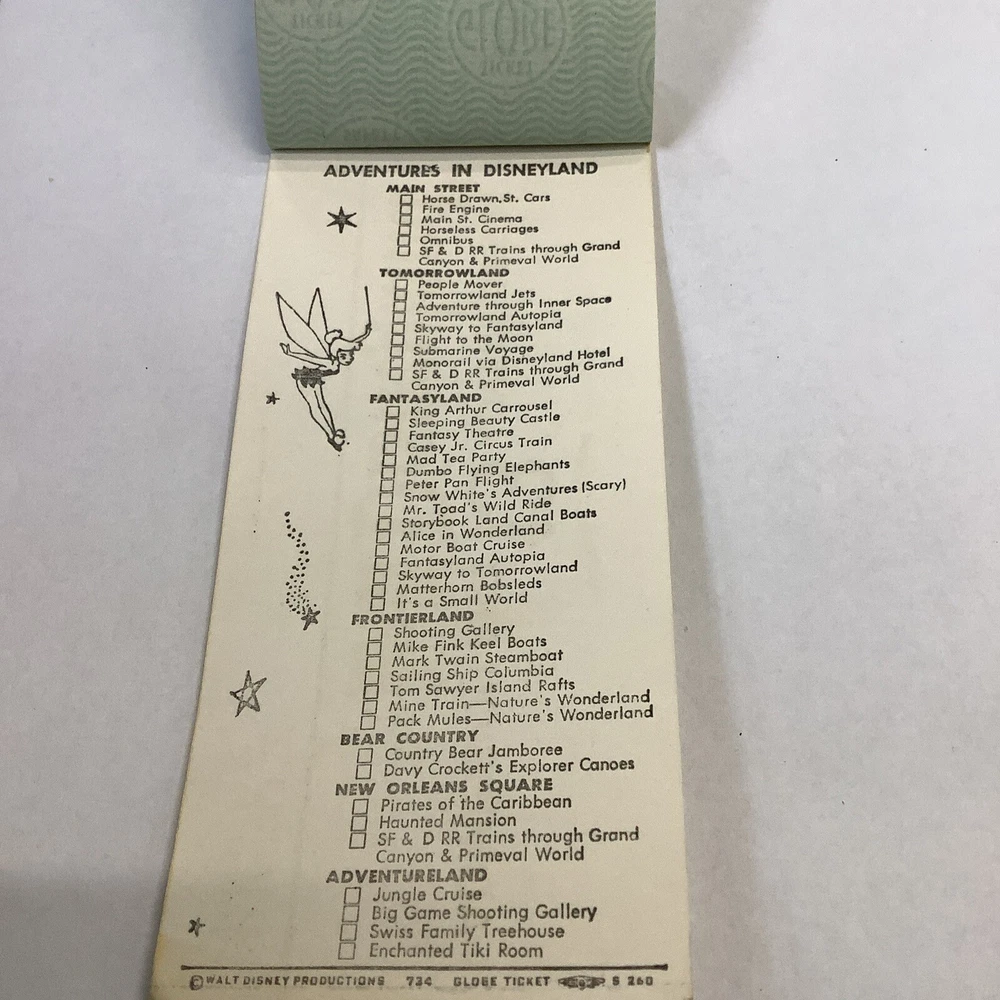 GLOBE
TICKET
ADVENTURES IN DISNEYLAND
MAIN STREET
Horse Drawn St. Cars
Fire Engine
Main St. Cinema
Horseless Carriages
Omnibus
SF & D RR Trains through Grand
Canyon & Primeval World
TOMORROWLAND
People Mover
Tomorrowland Jets
Adventure through Inner Space
Tomorrowland Autopia
Skyway to Fantasyland
Flight to the Moon
Submarine Voyage
Monorail via Disneyland Hotel
SF & D RR Trains through Grand
Canyon & Primeval World
FANTASYLAND
King Arthur Carrousel
Sleeping Beauty Castle
Fantasy Theatre
Casey Jr. Circus Train
Mad Tea Party
Dumbo Flying Elephants
Peter Pan Flight
Snow White's Adventures (Scary)
Mr. Toad's Wild Ride
Storybook Land Canal Boats
Alice in Wonderland
Motor Boat Cruise
Fantasyland Autopia
Skyway to Tomorrowland
Matterhorn Bobsleds
It's a Small World
FRONTIERLAND
Shooting Gallery
Mike Fink Keel Boats
Mark Twain Steamboat
Sailing Ship Columbia
Tom Sawyer Island Rafts
Mine Train—Nature's Wonderland
Pack Mules—Nature's Wonderland
BEAR COUNTRY
Country Bear Jamboree
Davy Crockett's Explorer Canoes
NEW ORLEANS SQUARE
Pirates of the Caribbean
Haunted Mansion
SF & D RR Trains through Grand
Canyon & Primeval World
ADVENTURELAND
Jungle Cruise
Big Game Shooting Gallery
Swiss Family Treehouse
Enchanted Tiki Room
©WALT DISNEY PRODUCTIONS 734 GLOBE TICKET S 260